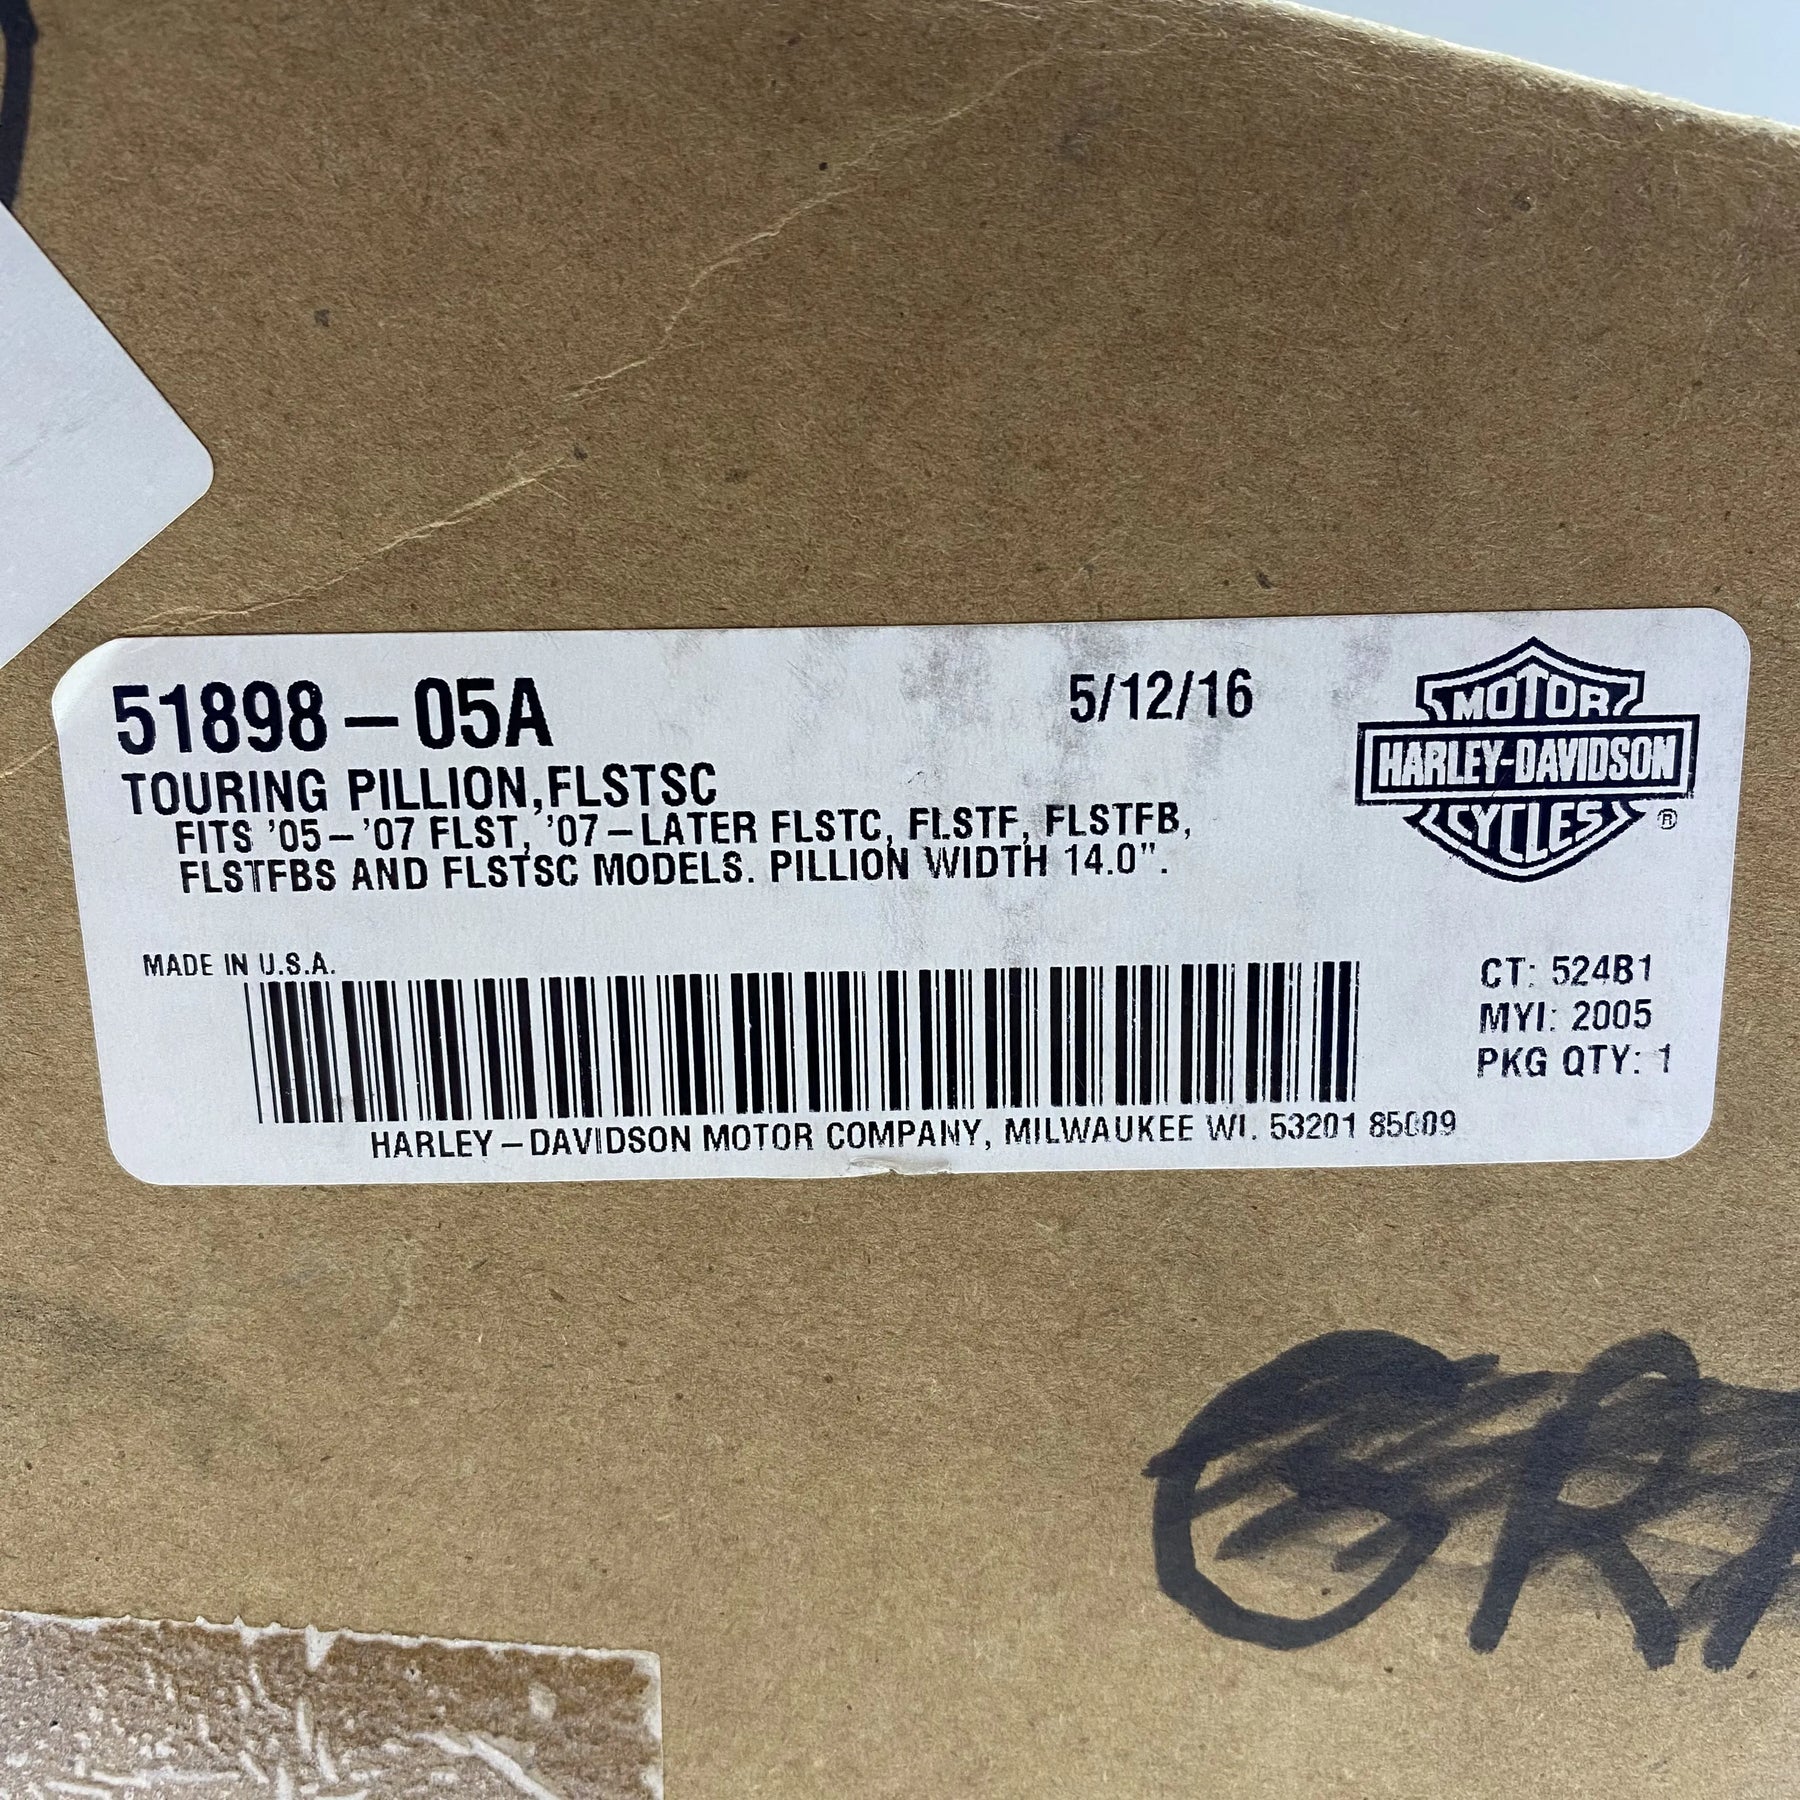 51898-05A
5/12/16
TOURING PILLION,FLSTSC
FITS '05-'07 FLST, '07-LATER FLSTC, FLSTF, FLSTFB,
FLSTFBS AND FLSTSC MODELS. PILLION WIDTH 14.0".
MOTOR
HARLEY-DAVIDSON
CYCLES
®
MADE IN U.S.A.
CT: 524B1
MYI: 2005
PKG QTY: 1
HARLEY-DAVIDSON MOTOR COMPANY, MILWAUKEE WI. 53201